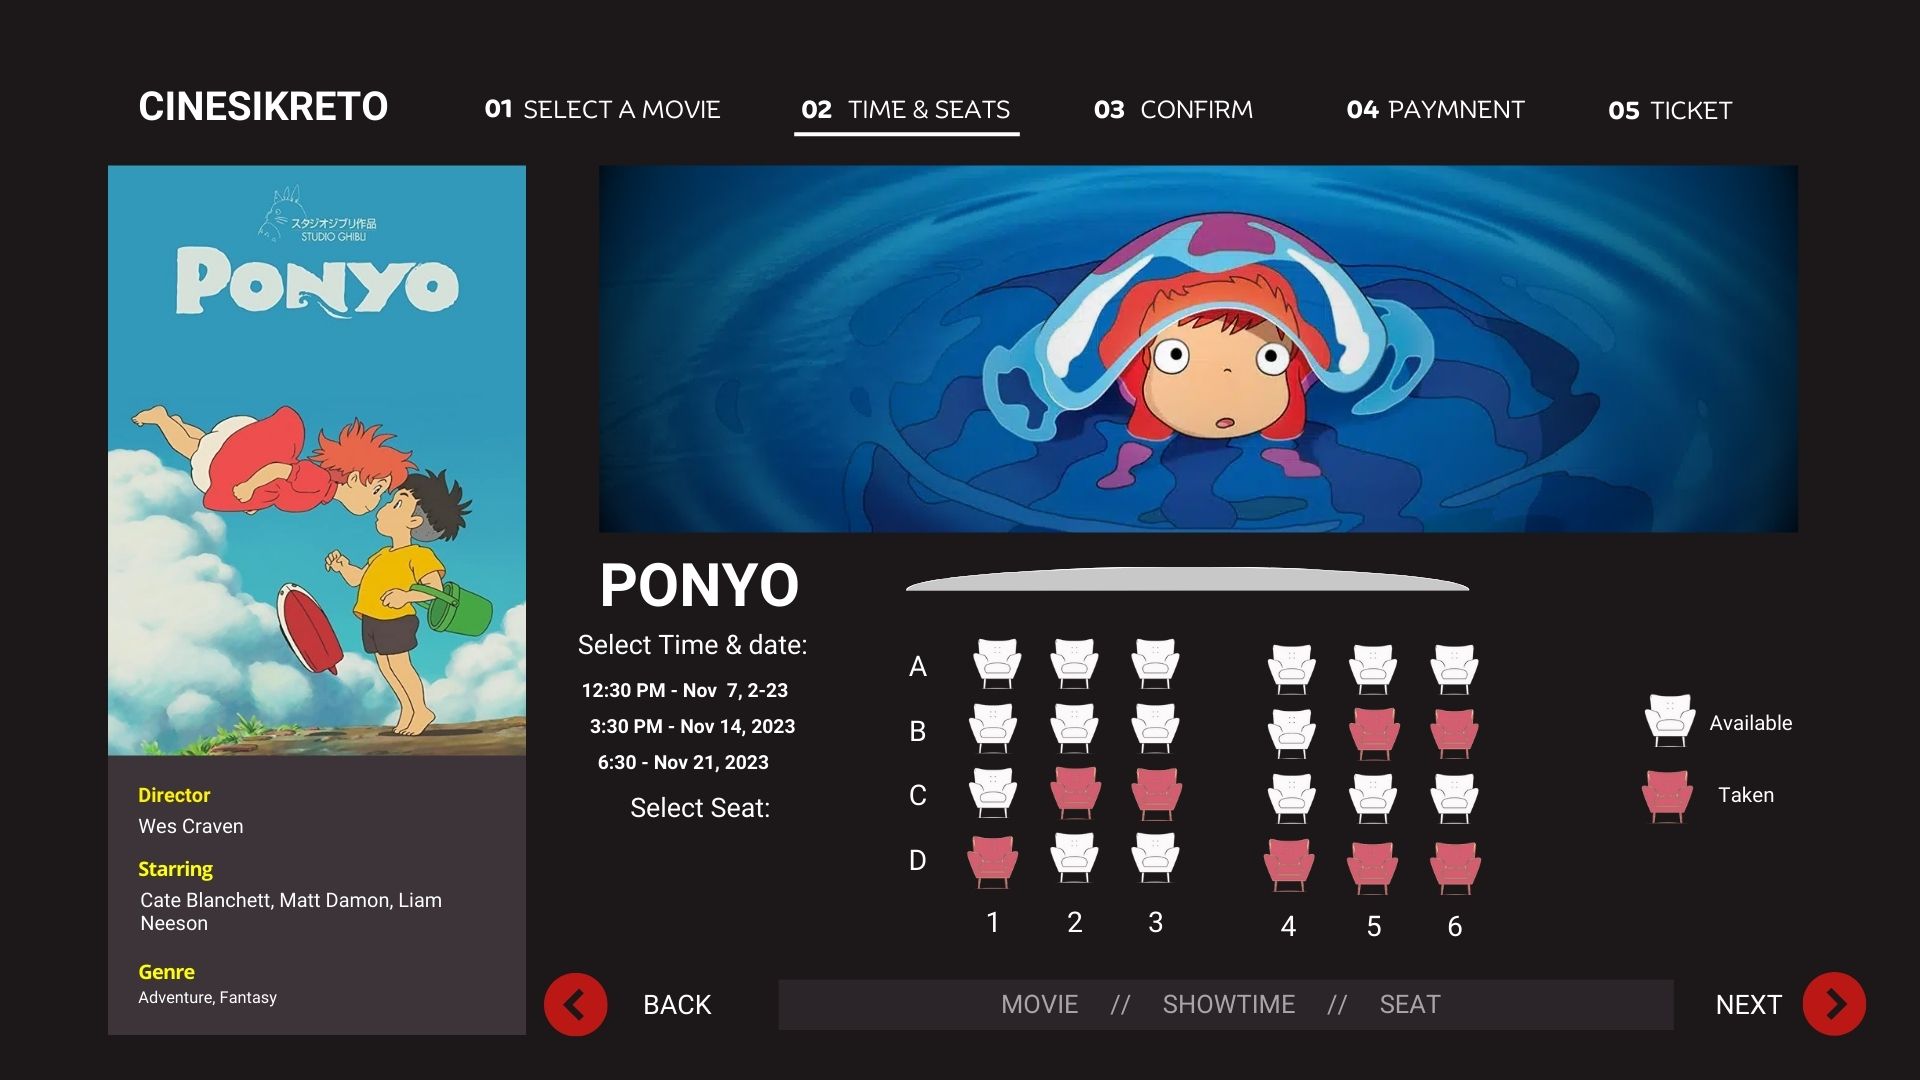 CINESIKRETO
01 SELECT A MOVIE
02 TIME & SEATS
03 CONFIRM
04 PAYMNENT
05 TICKET
スタジオジブリ作品
STUDIO GHIBLI
PONYO
Director
Wes Craven
Starring
Cate Blanchett, Matt Damon, Liam
Neeson
Genre
Adventure, Fantasy
PONYO
Select Time & date:
12:30 PM - Nov 7, 2-23
3:30 PM - Nov 14, 2023
6:30 - Nov 21, 2023
Select Seat:
A
B
C
D
1 2 3 4 5 6
Available
Taken
BACK
MOVIE // SHOWTIME // SEAT
NEXT